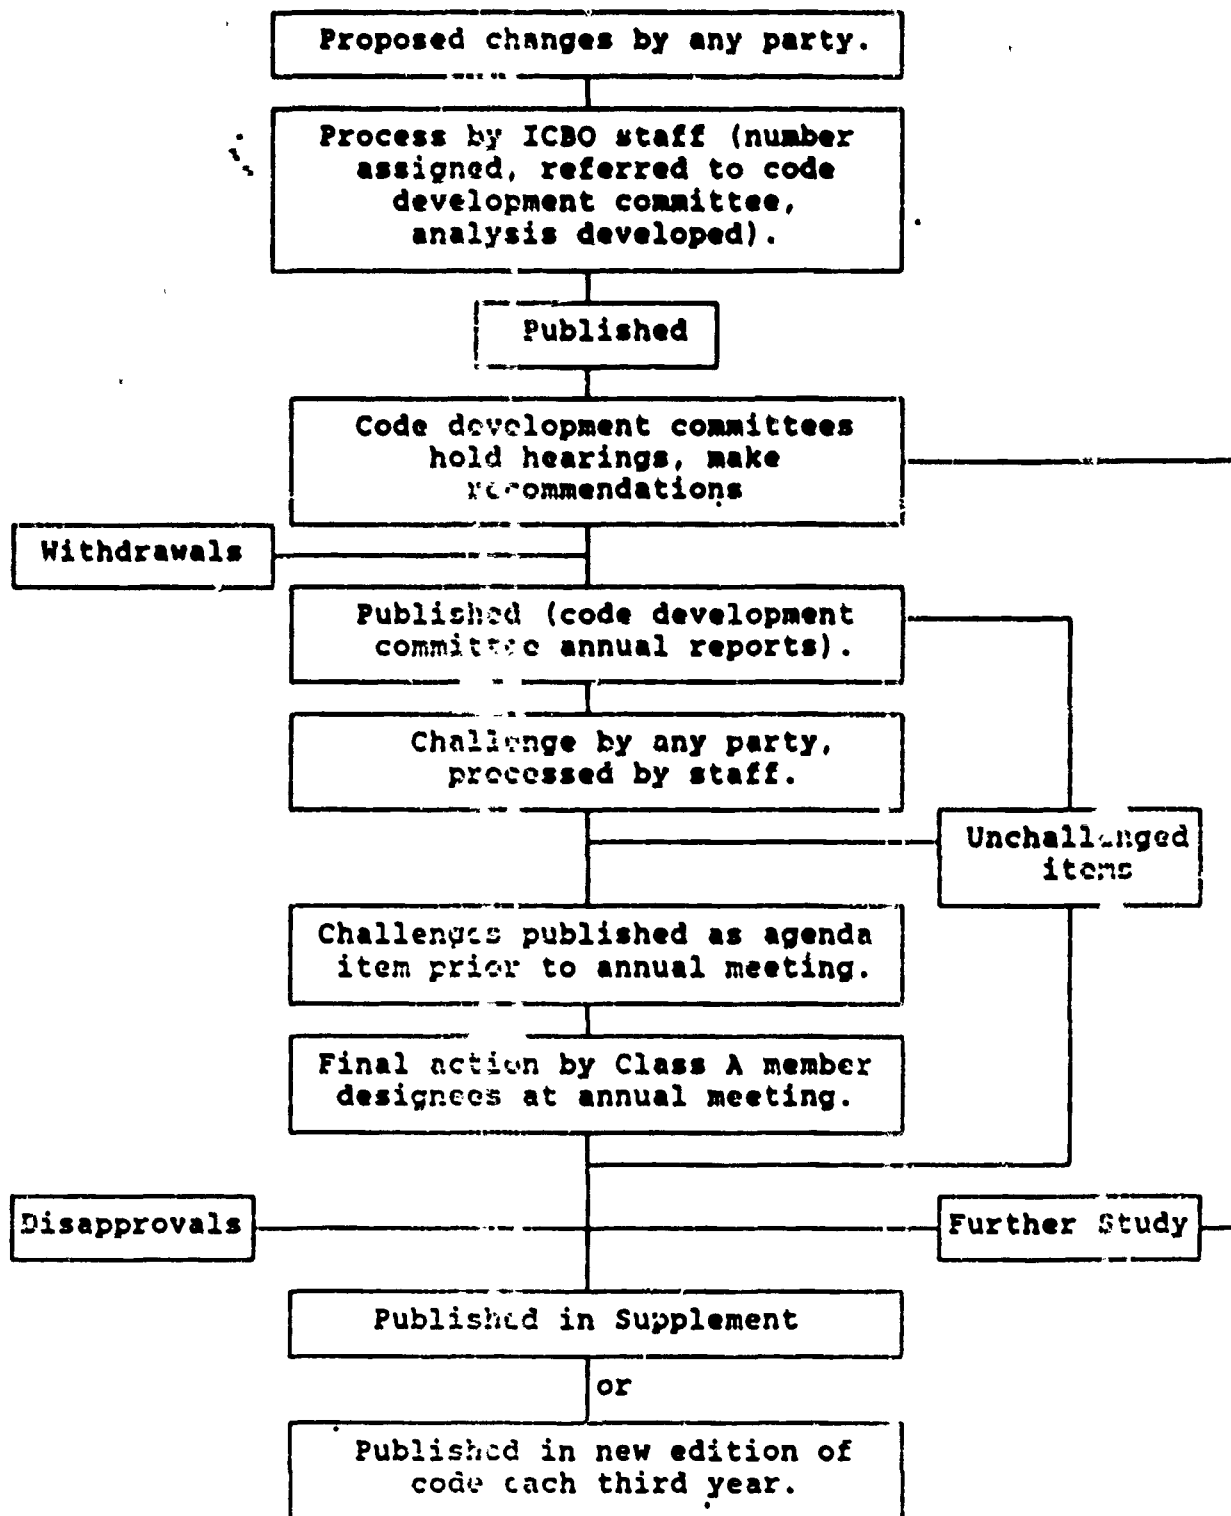 Proposed changes by any party.
Process by ICBO staff (number
assigned, referred to code
development committee,
analysis developed).
Published
Code development committees
hold hearings, make
recommendations
Withdrawals
Published (code development
committee annual reports).
Challenge by any party,
processed by staff.
Unchallenged
items
Challenges published as agenda
item prior to annual meeting.
Final action by Class A member
designees at annual meeting.
Disapprovals
Further Study
Published in Supplement
or
Published in new edition of
code each third year.